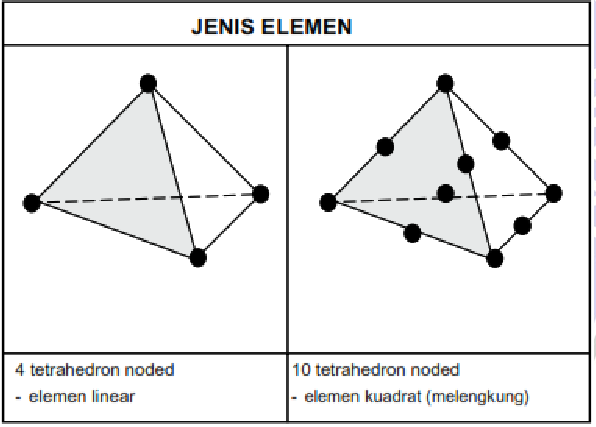 JENIS ELEMEN
4 tetrahedron noded
- elemen linear
10 tetrahedron noded
- elemen kuadrat (melengkung)